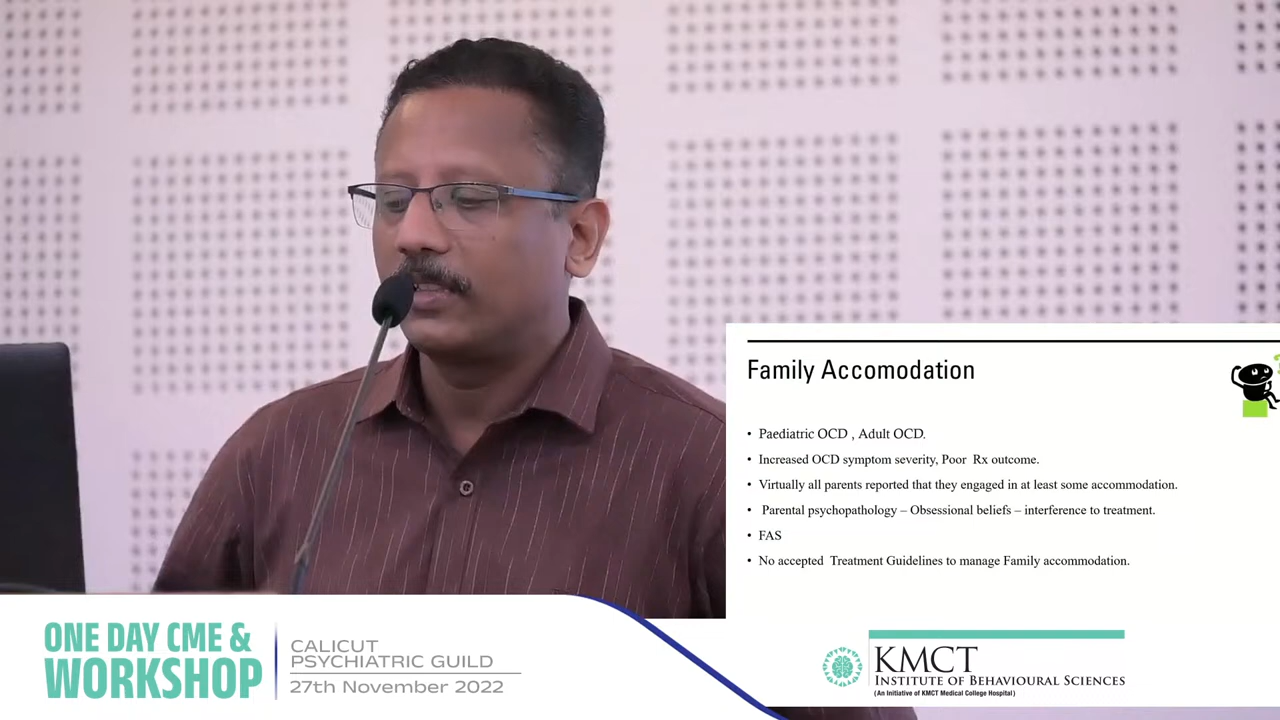 Family Accomodation
• Paediatric OCD , Adult OCD.
• Increased OCD symptom severity, Poor Rx outcome.
• Virtually all parents reported that they engaged in at least some accommodation.
• Parental psychopathology – Obsessional beliefs – interference to treatment.
• FAS
• No accepted Treatment Guidelines to manage Family accommodation.
ONE DAY CME &
WORKSHOP
CALICUT
PSYCHIATRIC GUILD
27th November 2022
KMCT
INSTITUTE OF BEHAVIOURAL SCIENCES
(An Initiative of KMCT Medical College Hospital)